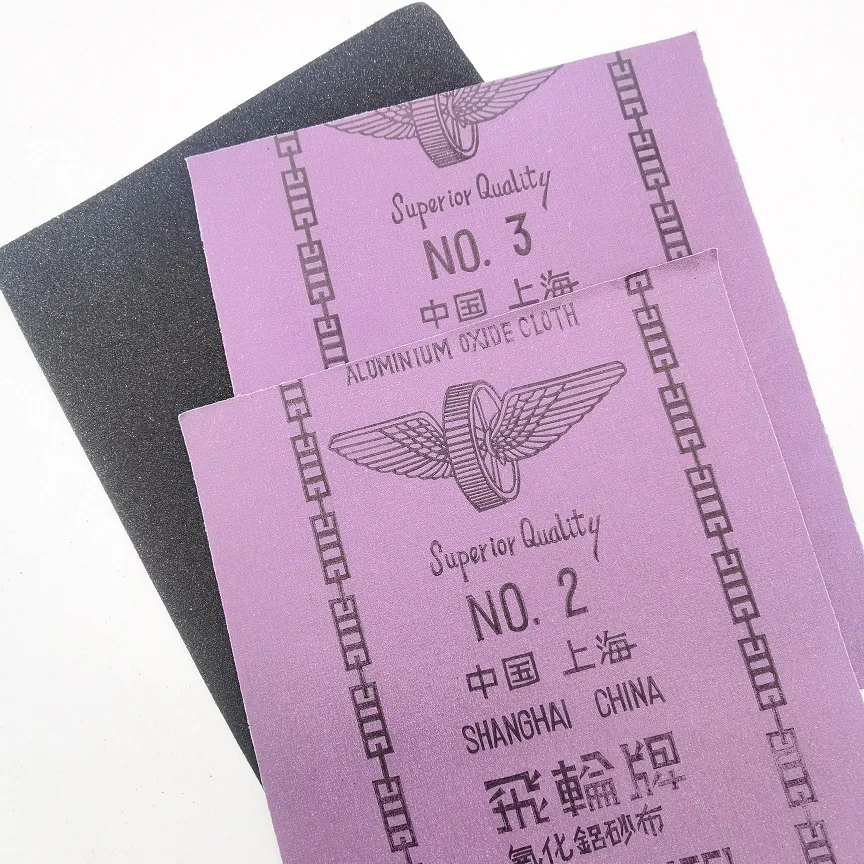 Superior Quality
NO. 3
中国 上海
ALUMINIUM OXIDE CLOTH
Superior Quality
NO. 2
中国 上海
SHANGHAI CHINA
飛輪牌
氧化鋁砂布